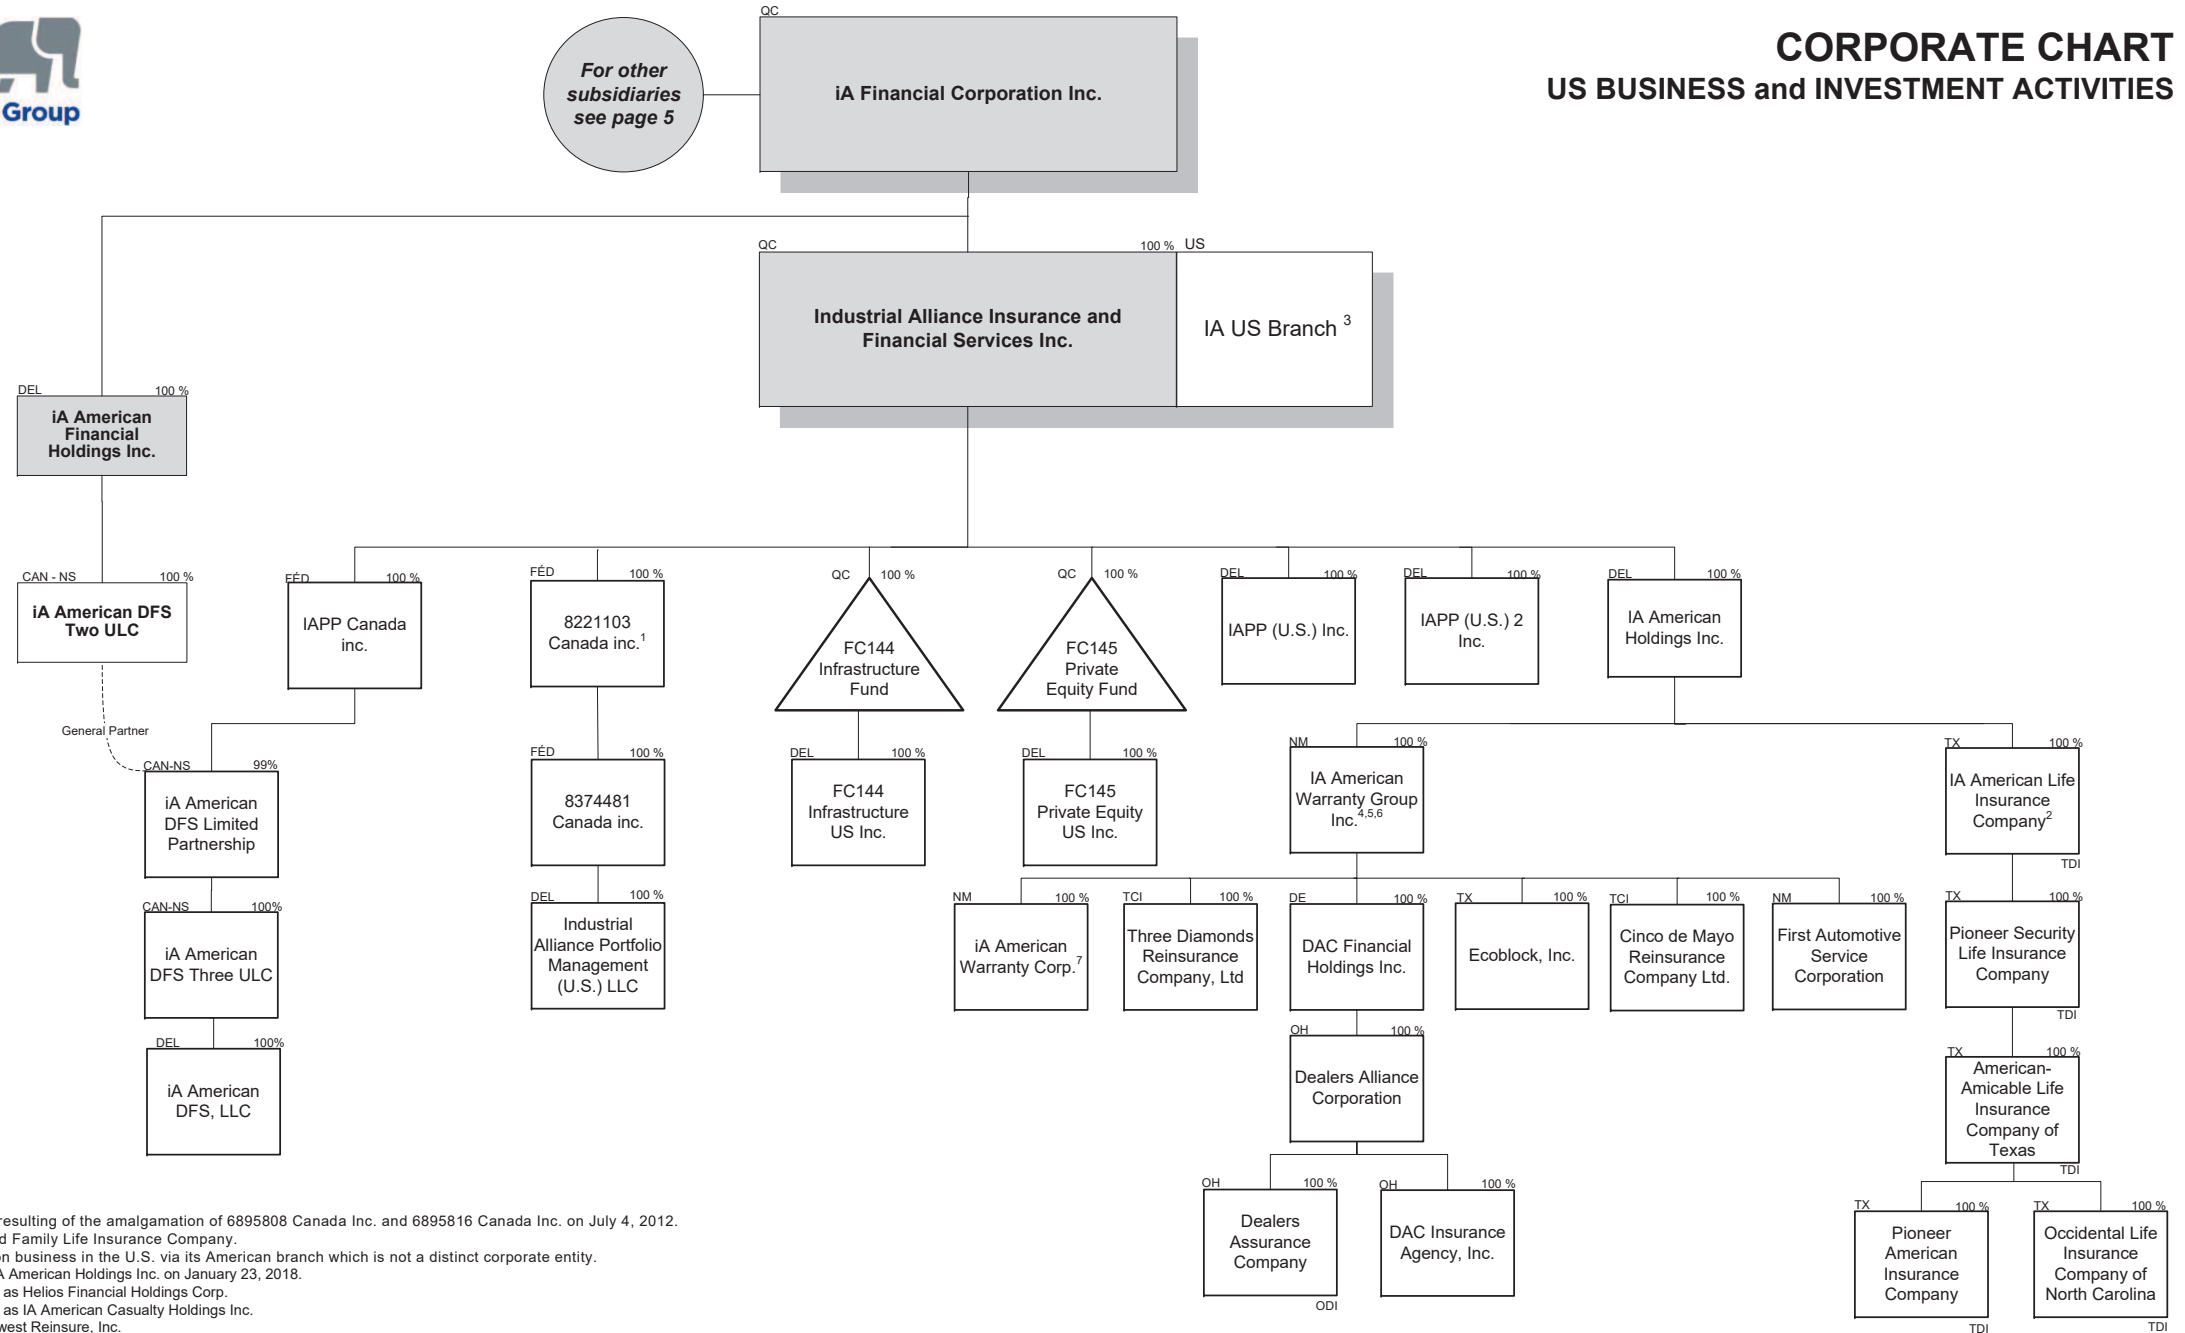 Group
CORPORATE CHART
US BUSINESS and INVESTMENT ACTIVITIES
For other
subsidiaries
see page 5
QC
iA Financial Corporation Inc.
QC
100 %
US
Industrial Alliance Insurance and
Financial Services Inc.
IA US Branch 3
DEL
100 %
iA American
Financial
Holdings Inc.
CAN - NS
100 %
iA American DFS
Two ULC
General Partner
FÉD
100 %
IAPP Canada
inc.
FÉD
100 %
8221103
Canada inc.1
QC
100 %
FC144
Infrastructure
Fund
QC
100 %
FC145
Private
Equity Fund
DEL
100 %
IAPP (U.S.) Inc.
DEL
100 %
IAPP (U.S.) 2
Inc.
DEL
100 %
IA American
Holdings Inc.
CAN-NS
99%
iA American
DFS Limited
Partnership
FÉD
100 %
8374481
Canada inc.
DEL
100 %
FC144
Infrastructure
US Inc.
DEL
100 %
FC145
Private Equity
US Inc.
NM
100 %
IA American
Warranty Group
Inc.4,5,6
TX
100 %
IA American Life
Insurance
Company2
TDI
CAN-NS
100%
iA American
DFS Three ULC
DEL
100 %
Industrial
Alliance Portfolio
Management
(U.S.) LLC
NM
100 %
iA American
Warranty Corp.7
TCI
100 %
Three Diamonds
Reinsurance
Company, Ltd
DE
100 %
DAC Financial
Holdings Inc.
TX
100 %
Ecoblock, Inc.
TCI
100 %
Cinco de Mayo
Reinsurance
Company Ltd.
NM
100 %
First Automotive
Service
Corporation
TX
100 %
Pioneer Security
Life Insurance
Company
TDI
DEL
100%
iA American
DFS, LLC
OH
100 %
Dealers Alliance
Corporation
TX
100 %
American-
Amicable Life
Insurance
Company of
Texas
TDI
OH
100 %
Dealers
Assurance
Company
ODI
OH
100 %
DAC Insurance
Agency, Inc.
TX
100 %
Pioneer
American
Insurance
Company
TDI
TX
100 %
Occidental Life
Insurance
Company of
North Carolina
TDI
resulting of the amalgamation of 6895808 Canada Inc. and 6895816 Canada Inc. on July 4, 2012.
Family Life Insurance Company.
on business in the U.S. via its American branch which is not a distinct corporate entity.
American Holdings Inc. on January 23, 2018.
as Helios Financial Holdings Corp.
as IA American Casualty Holdings Inc.
Reinsure, Inc.